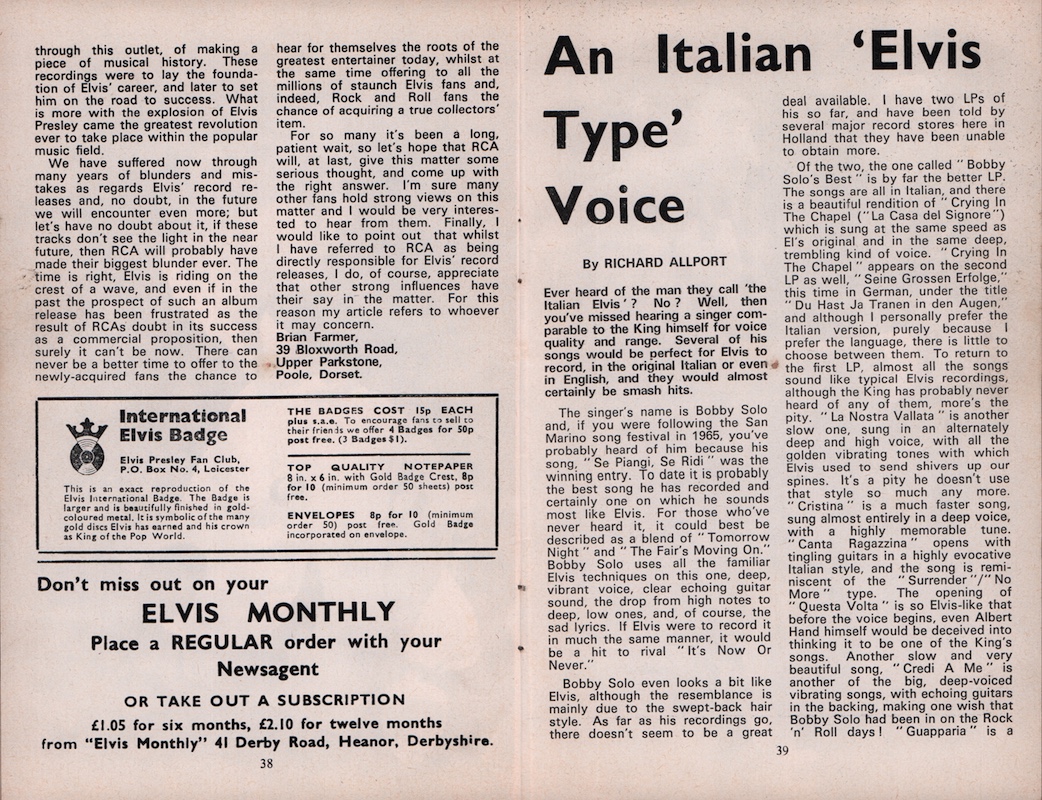 through this outlet, of making a
piece of musical history. These
recordings were to lay the founda-
tion of Elvis' career, and later to set
him on the road to success. What
is more with the explosion of Elvis
Presley came the greatest revolution
ever to take place within the popular
music field.
We have suffered now through
many years of blunders and mis-
takes as regards Elvis' record re-
leases and, no doubt, in the future
we will encounter even more; but
let's have no doubt about it, if these
tracks don't see the light in the near
future, then RCA will probably have
made their biggest blunder ever. The
time is right, Elvis is riding on the
crest of a wave, and even if in the
past the prospect of such an album
release has been frustrated as the
result of RCAs doubt in its success
as a commercial proposition, then
surely it can't be now. There can
never be a better time to offer to the
newly-acquired fans the chance to
hear for themselves the roots of the
greatest entertainer today, whilst at
the same time offering to all the
millions of staunch Elvis fans and,
indeed, Rock and Roll fans the
chance of acquiring a true collectors'
item.
For so many it's been a long,
patient wait, so let's hope that RCA
will, at last, give this matter some
serious thought, and come up with
the right answer. I'm sure many
other fans hold strong views on this
matter and I would be very interes-
ted to hear from them. Finally, I
would like to point out that whilst
I have referred to RCA as being
directly responsible for Elvis' record
releases, I do, of course, appreciate
that other strong influences have
their say in the matter. For this
reason my article refers to whoever
it may concern.
Brian Farmer,
39 Bloxworth Road,
Upper Parkstone,
Poole, Dorset.
International
Elvis Badge
Elvis Presley Fan Club,
P.O. Box No. 4, Leicester
This is an exact reproduction of the
Elvis International Badge. The Badge is
larger and is beautifully finished in gold-
coloured metal. It is symbolic of the many
gold discs Elvis has earned and his crown
as King of the Pop World.
THE BADGES COST 15p EACH
plus s.a.e. To encourage fans to sell to
their friends we offer 4 Badges for 50p
post free. (3 Badges $1).
TOP QUALITY NOTEPAPER
8 in. x 6 in. with Gold Badge Crest, 8p
for 10 (minimum order 50 sheets) post
free.
ENVELOPES 8p for 10 (minimum
order 50) post free. Gold Badge
incorporated on envelope.
Don't miss out on your
ELVIS MONTHLY
Place a REGULAR order with your
Newsagent
OR TAKE OUT A SUBSCRIPTION
£1.05 for six months, £2.10 for twelve months
from "Elvis Monthly" 41 Derby Road, Heanor, Derbyshire.
38
An Italian 'Elvis
Type'
Voice
By RICHARD ALLPORT
Ever heard of the man they call 'the
Italian Elvis'? No? Well, then
you've missed hearing a singer com-
parable to the King himself for voice
quality and range. Several of his
songs would be perfect for Elvis to
record, in the original Italian or even
in English, and they would almost
certainly be smash hits.
The singer's name is Bobby Solo
and, if you were following the San
Marino song festival in 1965, you've
probably heard of him because his
song, "Se Piangi, Se Ridi" was the
winning entry. To date it is probably
the best song he has recorded and
certainly one on which he sounds
most like Elvis. For those who've
never heard it, it could best be
described as a blend of "Tomorrow
Night" and "The Fair's Moving On."
Bobby Solo uses all the familiar
Elvis techniques on this one, deep,
vibrant voice, clear echoing guitar
sound, the drop from high notes to
deep, low ones, and, of course, the
sad lyrics. If Elvis were to record it
in much the same manner, it would
be a hit to rival "It's Now Or
Never."
Bobby Solo even looks a bit like
Elvis, although the resemblance is
mainly due to the swept-back hair
style. As far as his recordings go,
there doesn't seem to be a great
deal available. I have two LPs of
his so far, and have been told by
several major record stores here in
Holland that they have been unable
to obtain more.
Of the two, the one called "Bobby
Solo's Best" is by far the better LP.
The songs are all in Italian, and there
is a beautiful rendition of "Crying In
The Chapel ("La Casa del Signore")
which is sung at the same speed as
El's original and in the same deep,
trembling kind of voice. "Crying In
The Chapel" appears on the second
LP as well, "Seine Grossen Erfolge,"
this time in German, under the title
"Du Hast Ja Tranen in den Augen,"
and although I personally prefer the
Italian version, purely because I
prefer the language, there is little to
choose between them. To return to
the first LP, almost all the songs
sound like typical Elvis recordings,
although the King has probably never
heard of any of them, more's the
pity. "La Nostra Vallata" is another
slow one, sung in an alternately
deep and high voice, with all the
golden vibrating tones with which
Elvis used to send shivers up our
spines. It's a pity he doesn't use
that style so much any more.
"Cristina" is a much faster song,
sung almost entirely in a deep voice,
with a highly memorable tune.
"Canta Ragazzina" opens with
tingling guitars in a highly evocative
Italian style, and the song is remi-
niscent of the "Surrender"/"No
More" type. The opening of
"Questa Volta" is so Elvis-like that
before the voice begins, even Albert
Hand himself would be deceived into
thinking it to be one of the King's
songs. Another slow and very
beautiful song, "Credi A Me" is
another of the big, deep-voiced
vibrating songs, with echoing guitars
in the backing, making one wish that
Bobby Solo had been in on the Rock
'n' Roll days! "Guapparia" is a
39